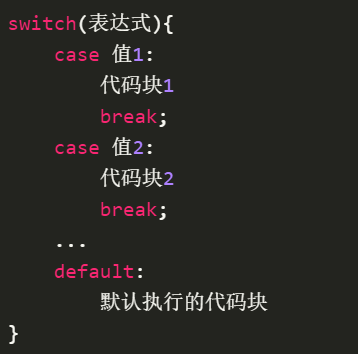 switch(表达式){
    case 值1:
        代码块1
        break;
    case 值2:
        代码块2
        break;
    ...
    default:
        默认执行的代码块
}